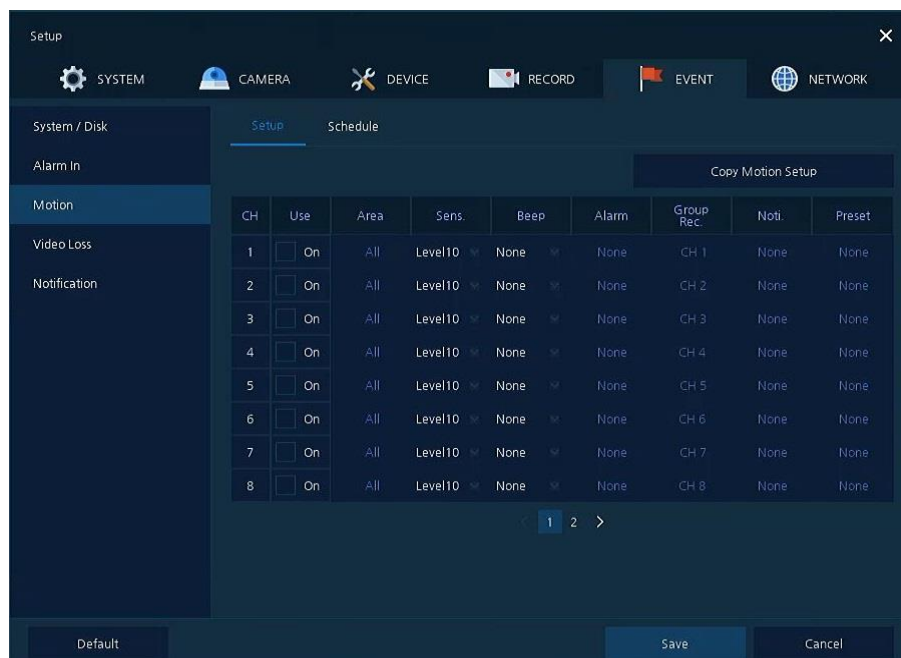 Setup
SYSTEM CAMERA DEVICE RECORD EVENT NETWORK
System / Disk
Alarm In
Motion
Video Loss
Notification
Setup Schedule
Copy Motion Setup
CH Use Area Sens. Beep Alarm Group Rec. Noti. Preset
1 On All Level10 None None CH 1 None None
2 On All Level10 None None CH 2 None None
3 On All Level10 None None CH 3 None None
4 On All Level10 None None CH 4 None None
5 On All Level10 None None CH 5 None None
6 On All Level10 None None CH 6 None None
7 On All Level10 None None CH 7 None None
8 On All Level10 None None CH 8 None None
1 2
Default Save Cancel